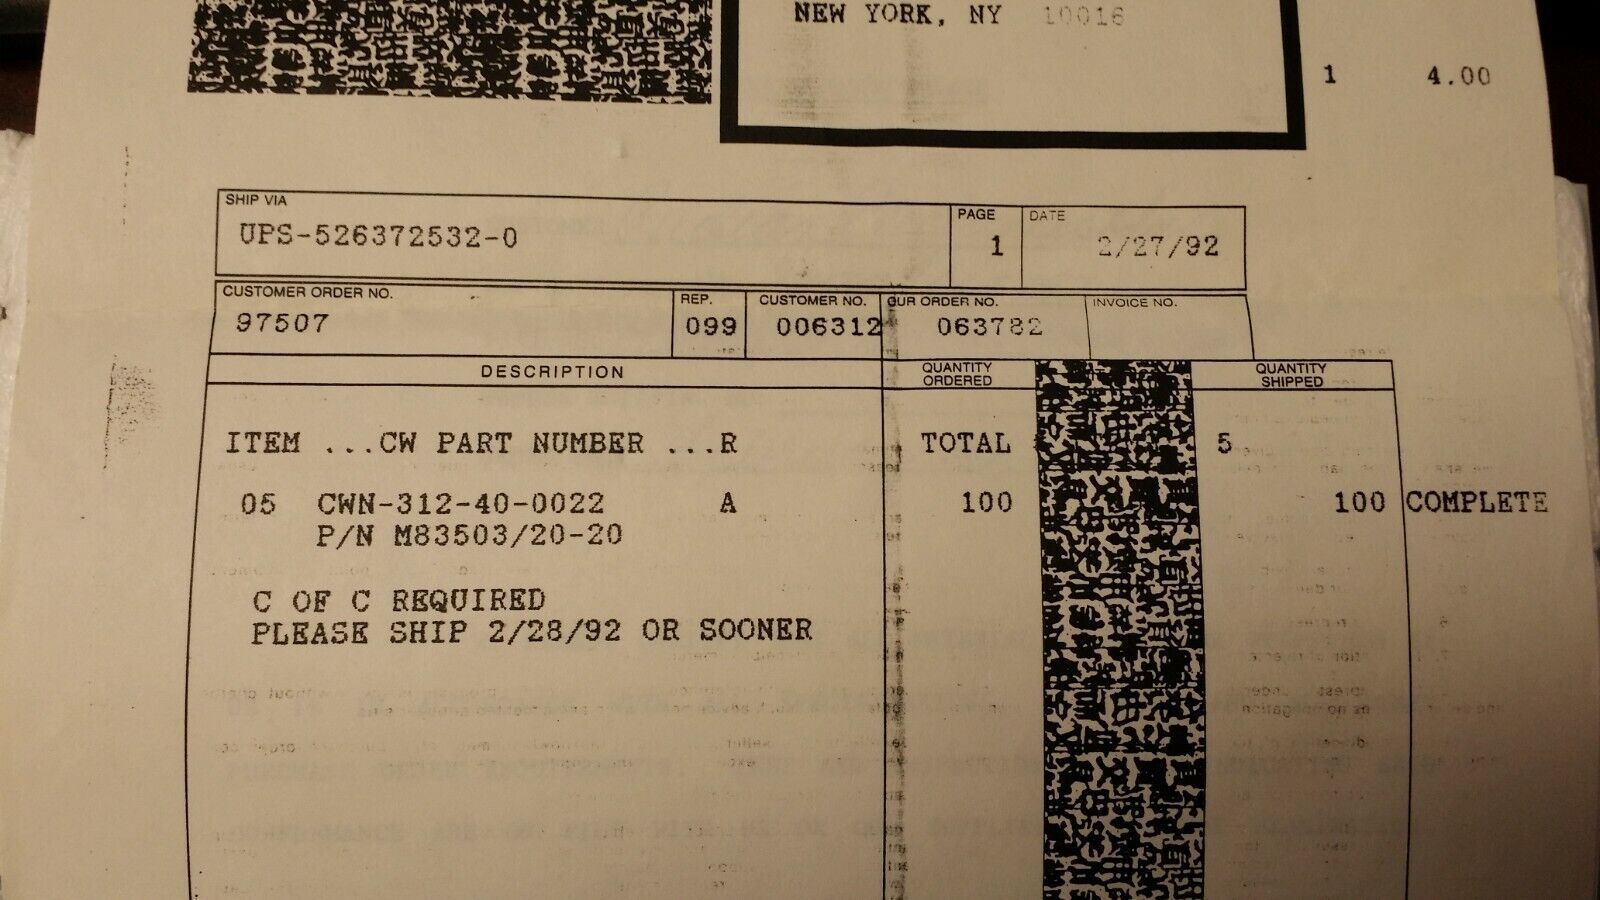 NEW YORK, NY 10016
1 4.00
SHIP VIA PAGE DATE
UPS-526372532-0 1 2/27/92
CUSTOMER ORDER NO. REP. CUSTOMER NO. OUR ORDER NO. INVOICE NO.
97507 099 006312 063782
DESCRIPTION QUANTITY ORDERED QUANTITY SHIPPED
ITEM ...CW PART NUMBER ...R TOTAL 5
05 CWN-312-40-0022 A 100 100 COMPLETE
P/N M83503/20-20
C OF C REQUIRED
PLEASE SHIP 2/28/92 OR SOONER